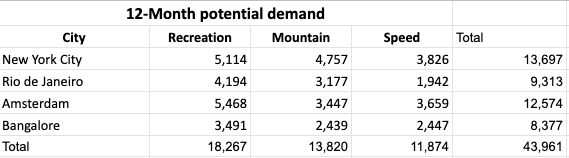 12-Month potential demand
City Recreation Mountain Speed Total
New York City 5,114 4,757 3,826 13,697
Rio de Janeiro 4,194 3,177 1,942 9,313
Amsterdam 5,468 3,447 3,659 12,574
Bangalore 3,491 2,439 2,447 8,377
Total 18,267 13,820 11,874 43,961